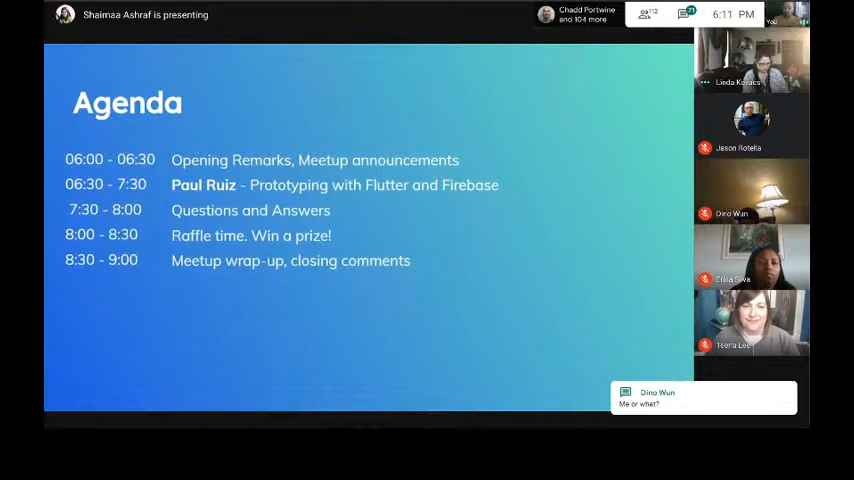 Shaimaa Ashraf is presenting
Chadd Portwine
and 104 more
112
71
6:11 PM
You
Agenda
06:00 - 06:30 Opening Remarks, Meetup announcements
06:30 - 7:30 Paul Ruiz - Prototyping with Flutter and Firebase
7:30 - 8:00 Questions and Answers
8:00 - 8:30 Raffle time. Win a prize!
8:30 - 9:00 Meetup wrap-up, closing comments
Linda Kovacs
Jason Rotella
Dino Wun
Erica Silva
Teena Lee
Dino Wun
Me or what?